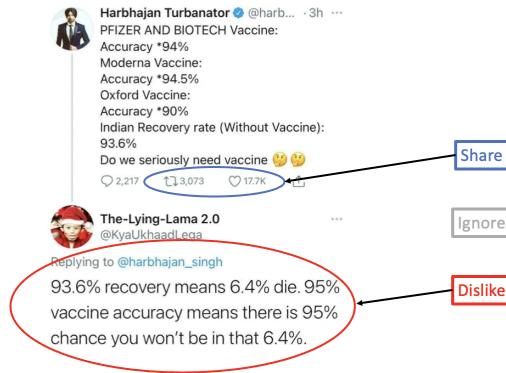 Harbhajan Turbanator @harb... · 3h ...
PFIZER AND BIOTECH Vaccine:
Accuracy *94%
Moderna Vaccine:
Accuracy *94.5%
Oxford Vaccine:
Accuracy *90%
Indian Recovery rate (Without Vaccine):
93.6%
Do we seriously need vaccine 🤔 🤔
2,217 3,073 17.7K
Share
The-Lying-Lama 2.0 ...
@KyaUkhaadLega
Ignore
Replying to @harbhajan_singh
93.6% recovery means 6.4% die. 95%
vaccine accuracy means there is 95%
chance you won't be in that 6.4%.
Dislike